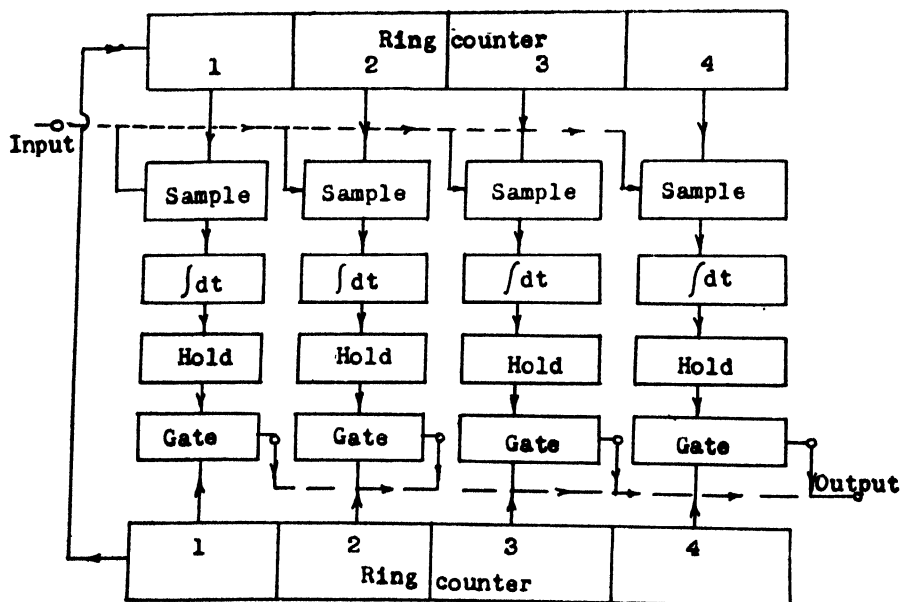 Ring counter
1 2 3 4
Input
Sample Sample Sample Sample
∫dt ∫dt ∫dt ∫dt
Hold Hold Hold Hold
Gate Gate Gate Gate
Output
1 2 3 4
Ring counter